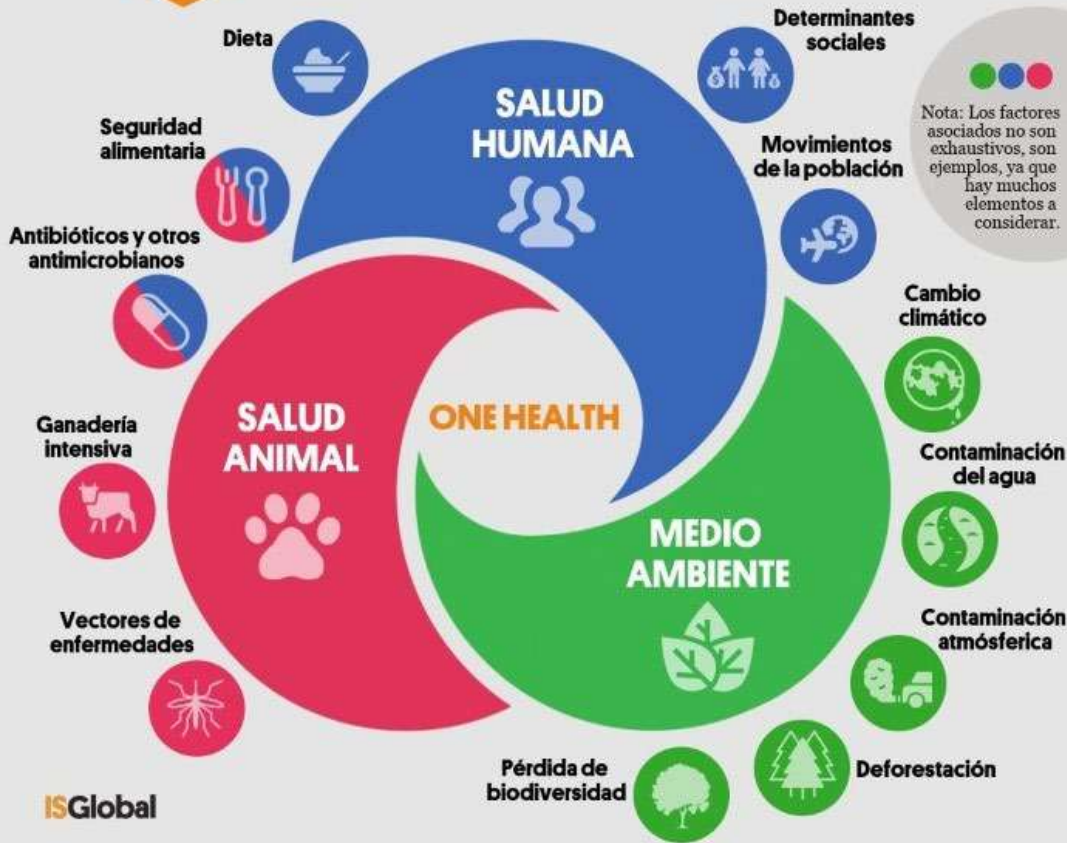 Dieta
Determinantes
sociales
SALUD
HUMANA
Nota: Los factores
asociados no son
exhaustivos, son
ejemplos, ya que
hay muchos
elementos a
considerar.
Seguridad
alimentaria
Movimientos
de la población
Antibióticos y otros
antimicrobianos
Cambio
climático
Ganadería
intensiva
SALUD
ANIMAL
ONE HEALTH
Contaminación
del agua
MEDIO
AMBIENTE
Vectores de
enfermedades
Contaminación
atmósferica
Pérdida de
biodiversidad
Deforestación
ISGlobal